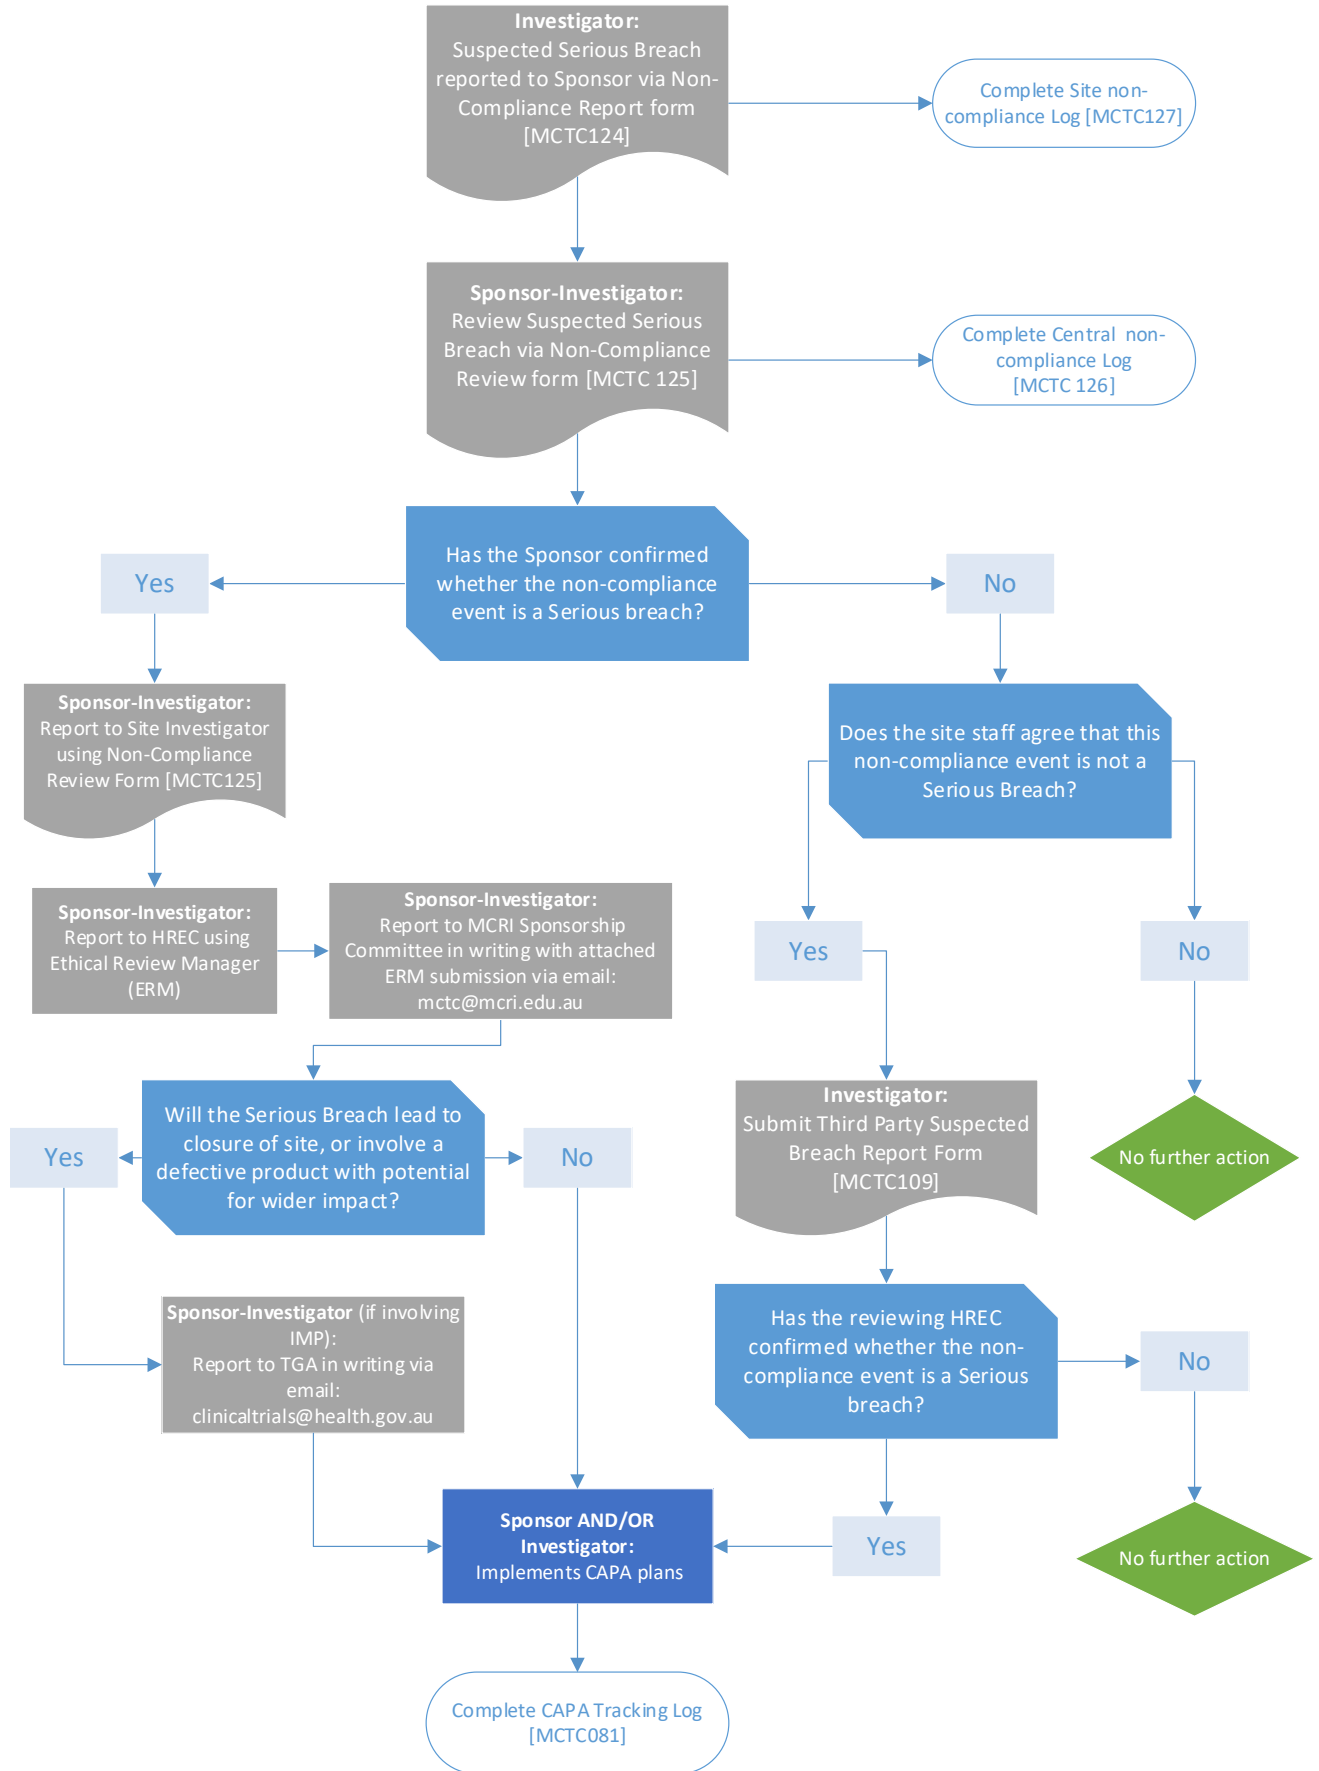 Investigator:
Suspected Serious Breach
reported to Sponsor via Non-
Compliance Report form
[MCTC124]
Complete Site non-
compliance Log [MCTC127]
Sponsor-Investigator:
Review Suspected Serious
Breach via Non-Compliance
Review form [MCTC 125]
Complete Central non-
compliance Log
[MCTC 126]
Has the Sponsor confirmed
whether the non-compliance
event is a Serious breach?
Yes
No
Sponsor-Investigator:
Report to Site Investigator
using Non-Compliance
Review Form [MCTC125]
Does the site staff agree that this
non-compliance event is not a
Serious Breach?
Sponsor-Investigator:
Report to HREC using
Ethical Review Manager
(ERM)
Sponsor-Investigator:
Report to MCRI Sponsorship
Committee in writing with attached
ERM submission via email:
mctc@mcri.edu.au
Yes
No
Will the Serious Breach lead to
closure of site, or involve a
defective product with potential
for wider impact?
Yes
No
Investigator:
Submit Third Party Suspected
Breach Report Form
[MCTC109]
No further action
Sponsor-Investigator (if involving
IMP):
Report to TGA in writing via
email:
clinicaltrials@health.gov.au
Has the reviewing HREC
confirmed whether the non-
compliance event is a Serious
breach?
No
Sponsor AND/OR
Investigator:
Implements CAPA plans
Yes
No further action
Complete CAPA Tracking Log
[MCTC081]